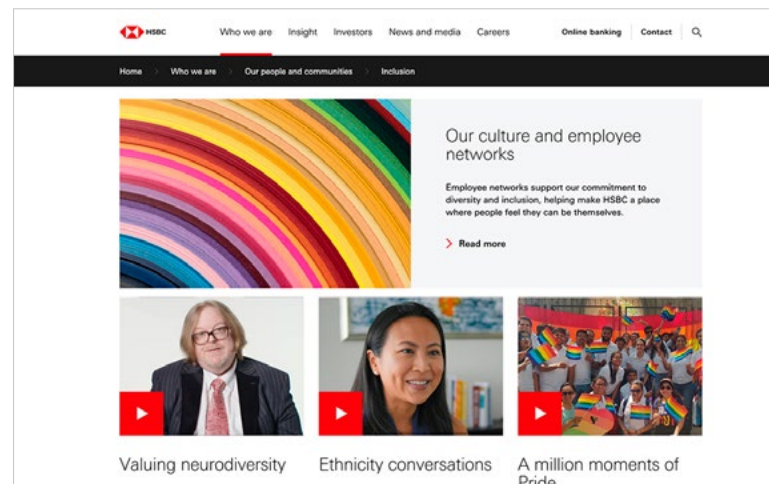 HSBC
Who we are Insight Investors News and media Careers Online banking Contact
Home Who we are Our people and communities Inclusion
Our culture and employee
networks
Employee networks support our commitment to
diversity and inclusion, helping make HSBC a place
where people feel they can be themselves.
Read more
Valuing neurodiversity
Ethnicity conversations
A million moments of
Pride